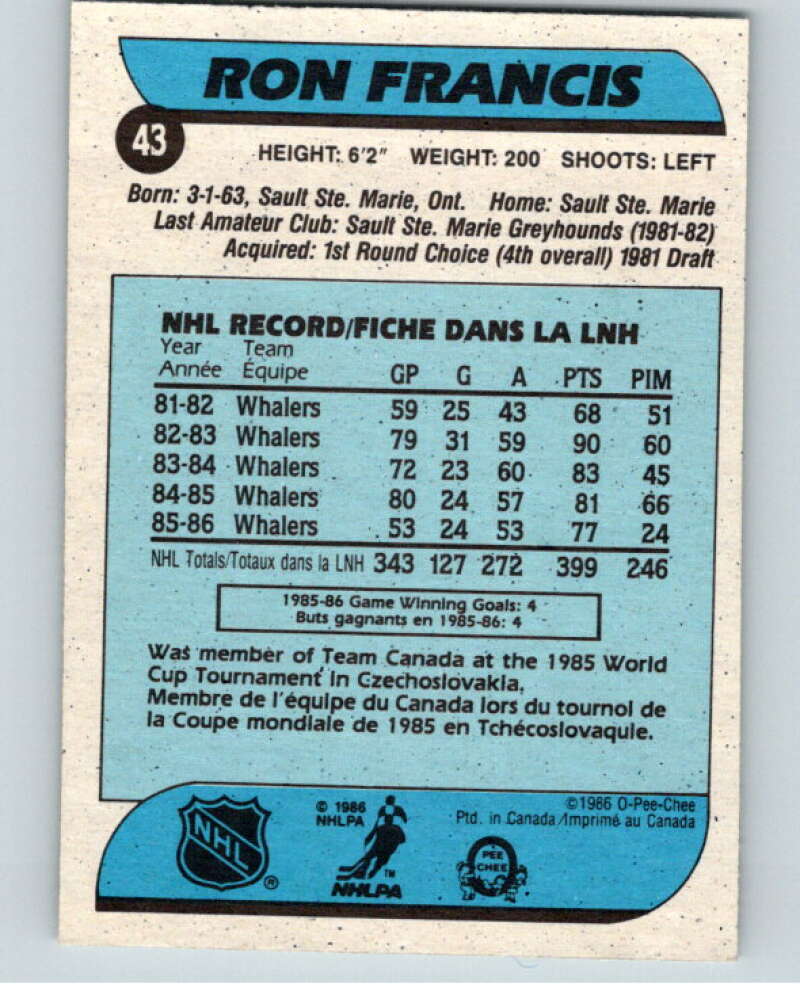 RON FRANCIS
43
HEIGHT: 6'2" WEIGHT: 200 SHOOTS: LEFT
Born: 3-1-63, Sault Ste. Marie, Ont. Home: Sault Ste. Marie
Last Amateur Club: Sault Ste. Marie Greyhounds (1981-82)
Acquired: 1st Round Choice (4th overall) 1981 Draft
NHL RECORD/FICHE DANS LA LNH
Year Team
Année Équipe GP G A PTS PIM
81-82 Whalers 59 25 43 68 51
82-83 Whalers 79 31 59 90 60
83-84 Whalers 72 23 60 83 45
84-85 Whalers 80 24 57 81 66
85-86 Whalers 53 24 53 77 24
NHL Totals/Totaux dans la LNH 343 127 272 399 246
1985-86 Game Winning Goals: 4
Buts gagnants en 1985-86: 4
Was member of Team Canada at the 1985 World
Cup Tournament in Czechoslovakia.
Membre de l'équipe du Canada lors du tournoi de
la Coupe mondiale de 1985 en Tchécoslovaquie.
NHL ®
© 1986
NHLPA
TM
NHLPA
©1986 O-Pee-Chee
Ptd. in Canada/Imprimé au Canada
PEE
CHEE